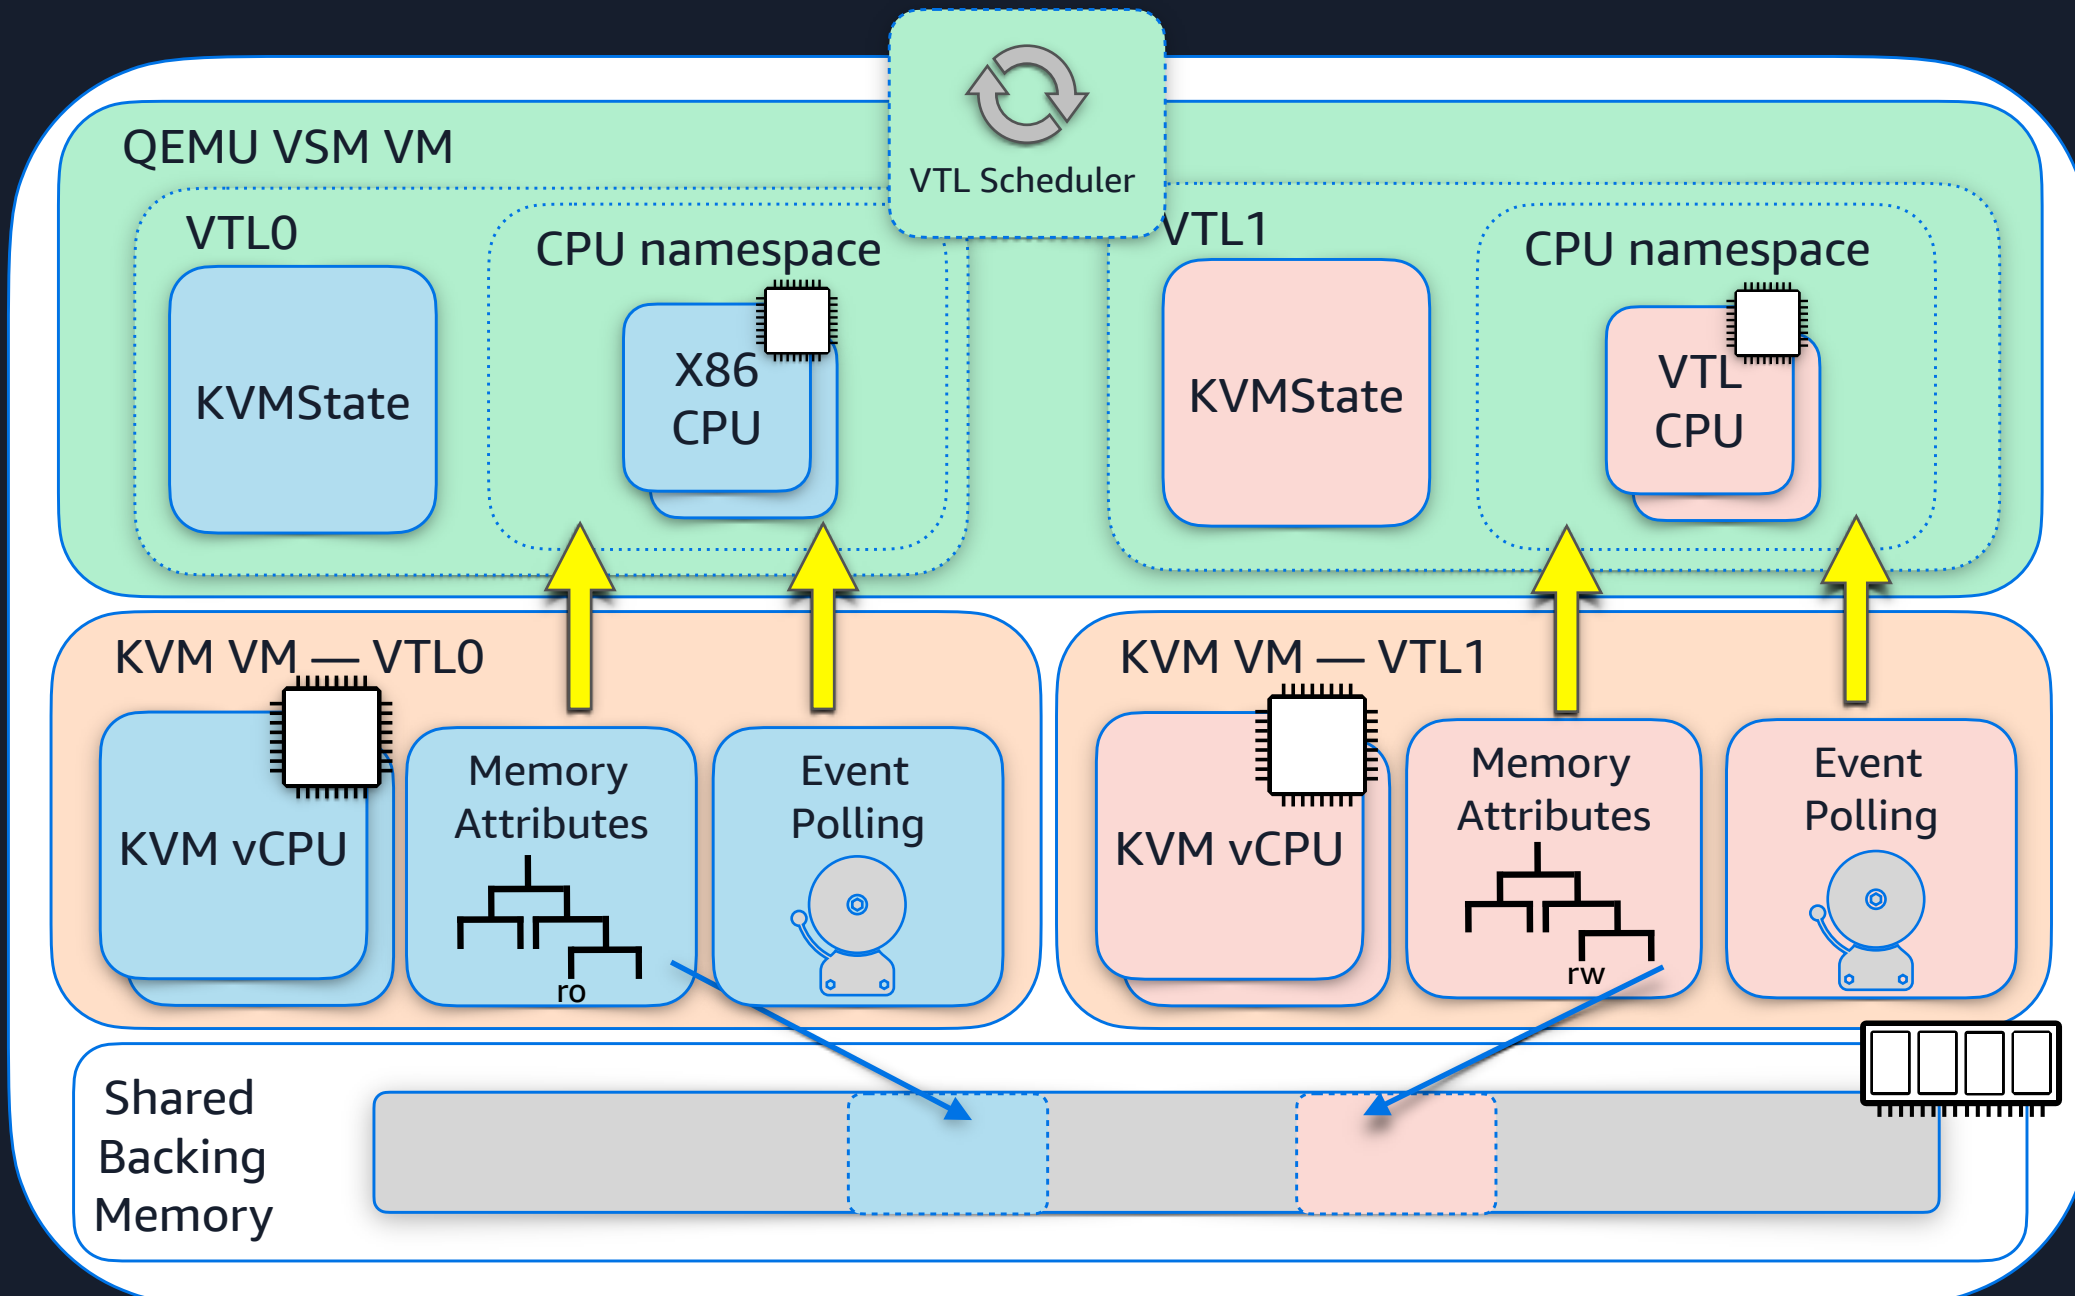 VTL Scheduler
QEMU VSM VM
VTL0
KVMState
CPU namespace
X86
CPU
VTL1
KVMState
CPU namespace
VTL
CPU
KVM VM — VTL0
KVM vCPU
Memory
Attributes
ro
Event
Polling
KVM VM — VTL1
KVM vCPU
Memory
Attributes
rw
Event
Polling
Shared
Backing
Memory